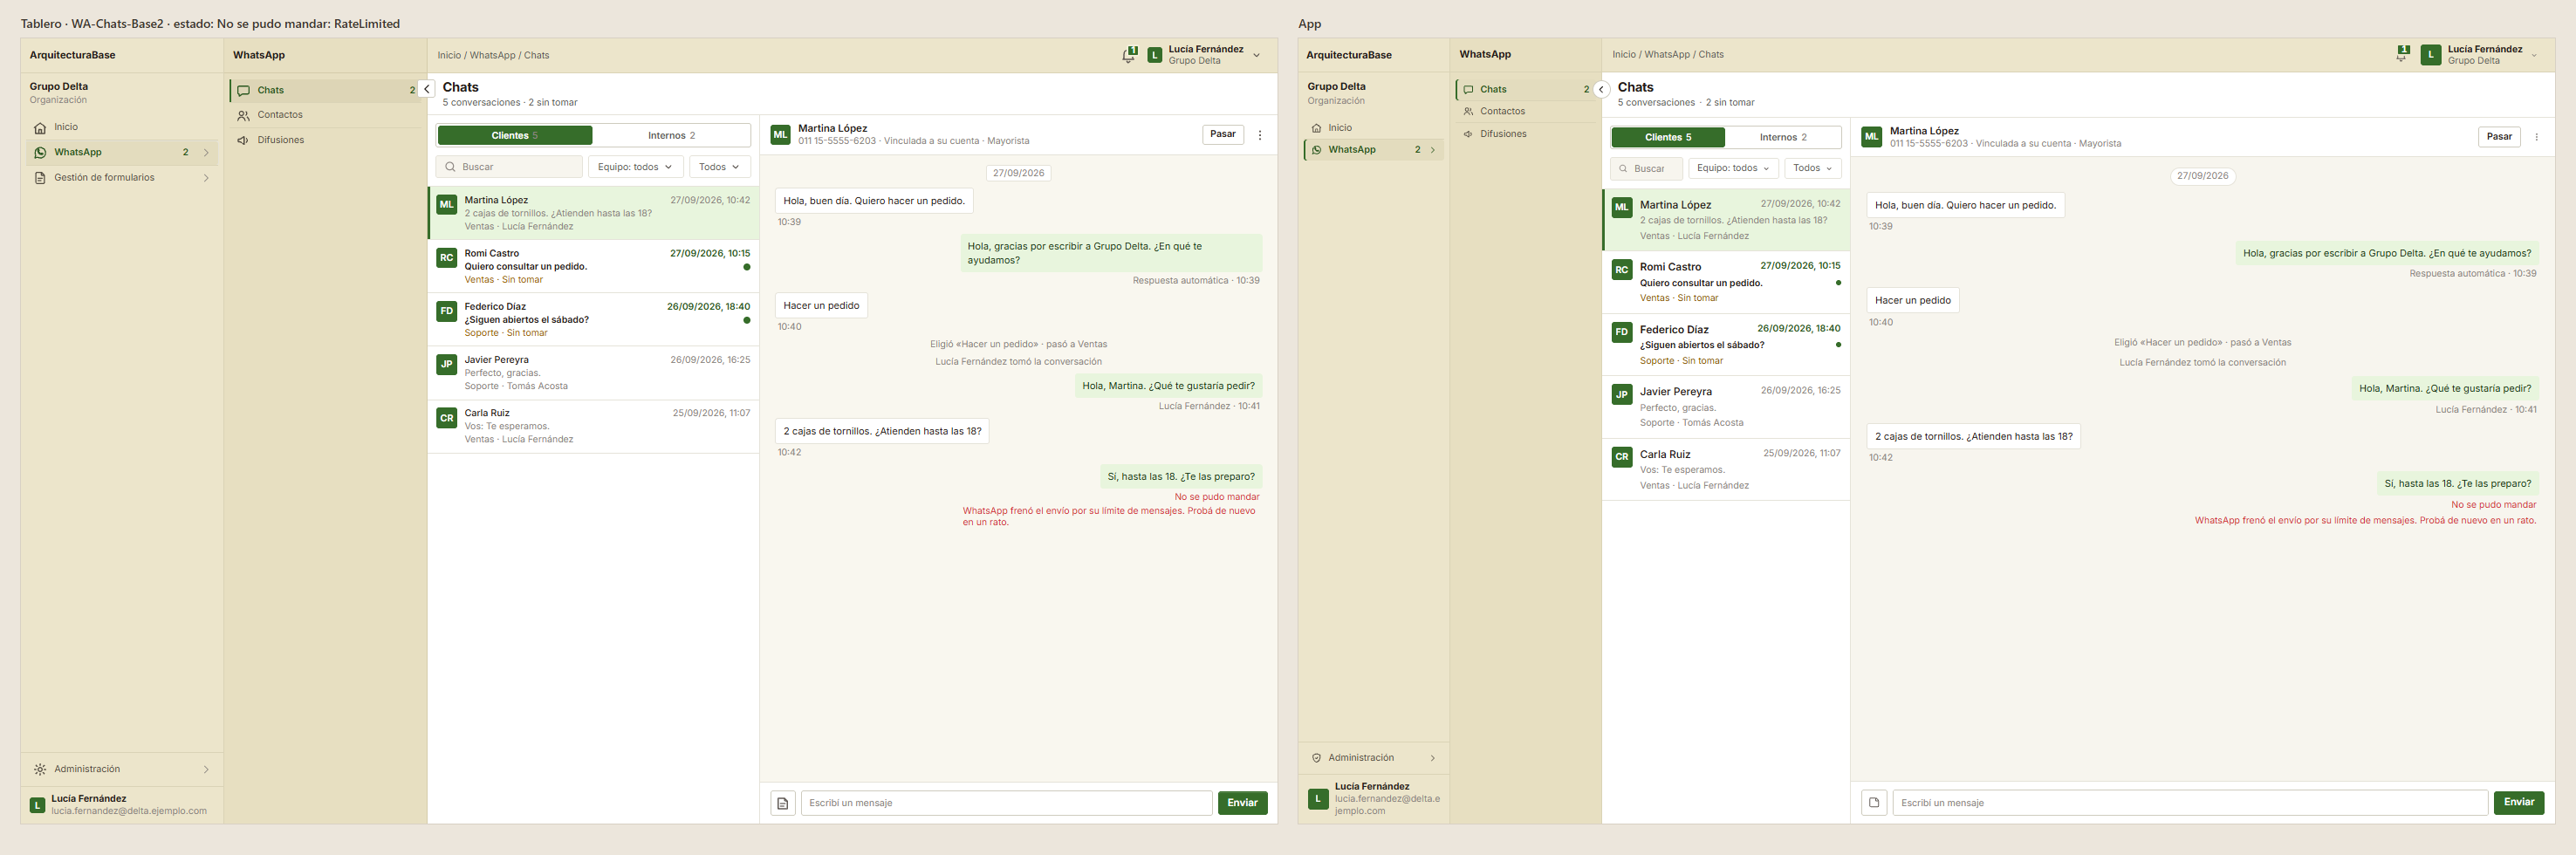 Tablero · WA-Chats-Base2 · estado: No se pudo mandar: RateLimited
ArquitecturaBase
Grupo Delta
Organización
Inicio
WhatsApp 2
Gestión de formularios
Administración
L
Lucía Fernández
lucia.fernandez@delta.ejemplo.com
WhatsApp
Chats 2
Contactos
Difusiones
Inicio / WhatsApp / Chats
1
L
Lucía Fernández
Grupo Delta
Chats
5 conversaciones · 2 sin tomar
Clientes 5
Internos 2
Buscar
Equipo: todos
Todos
ML
Martina López 27/09/2026, 10:42
2 cajas de tornillos. ¿Atienden hasta las 18?
Ventas · Lucía Fernández
RC
Romi Castro 27/09/2026, 10:15
Quiero consultar un pedido.
Ventas · Sin tomar
FD
Federico Díaz 26/09/2026, 18:40
¿Siguen abiertos el sábado?
Soporte · Sin tomar
JP
Javier Pereyra 26/09/2026, 16:25
Perfecto, gracias.
Soporte · Tomás Acosta
CR
Carla Ruiz 25/09/2026, 11:07
Vos: Te esperamos.
Ventas · Lucía Fernández
ML
Martina López
011 15-5555-6203 · Vinculada a su cuenta · Mayorista
Pasar
27/09/2026
Hola, buen día. Quiero hacer un pedido.
10:39
Hola, gracias por escribir a Grupo Delta. ¿En qué te
ayudamos?
Respuesta automática · 10:39
Hacer un pedido
10:40
Eligió «Hacer un pedido» · pasó a Ventas
Lucía Fernández tomó la conversación
Hola, Martina. ¿Qué te gustaría pedir?
Lucía Fernández · 10:41
2 cajas de tornillos. ¿Atienden hasta las 18?
10:42
Sí, hasta las 18. ¿Te las preparo?
No se pudo mandar
WhatsApp frenó el envío por su límite de mensajes. Probá de nuevo
en un rato.
Escribí un mensaje
Enviar
App
ArquitecturaBase
Grupo Delta
Organización
Inicio
WhatsApp 2
Administración
L
Lucía Fernández
lucia.fernandez@delta.e
jemplo.com
WhatsApp
Chats 2
Contactos
Difusiones
Inicio / WhatsApp / Chats
1
L
Lucía Fernández
Grupo Delta
Chats
5 conversaciones · 2 sin tomar
Clientes 5
Internos 2
Buscar
Equipo: todos
Todos
ML
Martina López 27/09/2026, 10:42
2 cajas de tornillos. ¿Atienden hasta las 18?
Ventas · Lucía Fernández
RC
Romi Castro 27/09/2026, 10:15
Quiero consultar un pedido.
Ventas · Sin tomar
FD
Federico Díaz 26/09/2026, 18:40
¿Siguen abiertos el sábado?
Soporte · Sin tomar
JP
Javier Pereyra 26/09/2026, 16:25
Perfecto, gracias.
Soporte · Tomás Acosta
CR
Carla Ruiz 25/09/2026, 11:07
Vos: Te esperamos.
Ventas · Lucía Fernández
ML
Martina López
011 15-5555-6203 · Vinculada a su cuenta · Mayorista
Pasar
27/09/2026
Hola, buen día. Quiero hacer un pedido.
10:39
Hola, gracias por escribir a Grupo Delta. ¿En qué te ayudamos?
Respuesta automática · 10:39
Hacer un pedido
10:40
Eligió «Hacer un pedido» · pasó a Ventas
Lucía Fernández tomó la conversación
Hola, Martina. ¿Qué te gustaría pedir?
Lucía Fernández · 10:41
2 cajas de tornillos. ¿Atienden hasta las 18?
10:42
Sí, hasta las 18. ¿Te las preparo?
No se pudo mandar
WhatsApp frenó el envío por su límite de mensajes. Probá de nuevo en un rato.
Escribí un mensaje
Enviar